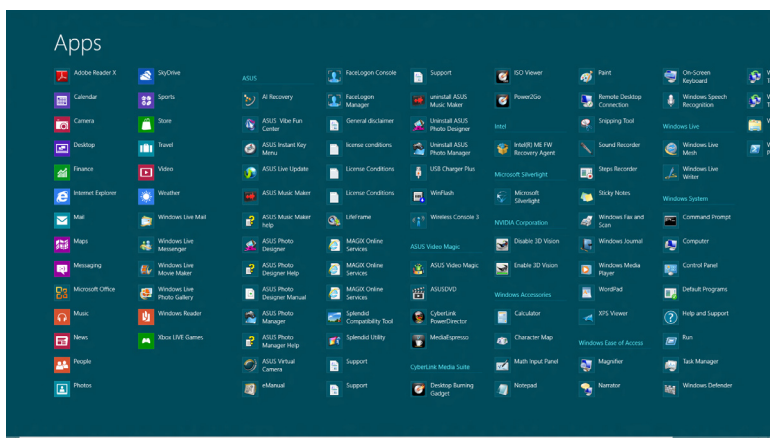 Apps
Adobe Reader X
Calendar
Camera
Desktop
Finance
Internet Explorer
Mail
Maps
Messaging
Microsoft Office
Music
News
People
Photos
SkyDrive
Sports
Store
Travel
Video
Weather
Windows Live Mail
Windows Live
Messenger
Windows Live
Movie Maker
Windows Live
Photo Gallery
Windows Reader
Xbox LIVE Games
ASUS
AI Recovery
ASUS Vibe Fun
Center
ASUS Instant Key
Menu
ASUS Live Update
ASUS Music Maker
ASUS Music Maker
help
ASUS Photo
Designer
ASUS Photo
Designer Help
ASUS Photo
Designer Manual
ASUS Photo
Manager
ASUS Photo
Manager Help
ASUS Virtual
Camera
eManual
FaceLogon Console
FaceLogon
Manager
General disclaimer
license conditions
License Conditions
License Conditions
LifeFrame
MAGIX Online
Services
MAGIX Online
Services
MAGIX Online
Services
Splendid
Compatibility Tool
Splendid Utility
Support
Support
Support
uninstall ASUS
Music Maker
Uninstall ASUS
Photo Designer
Uninstall ASUS
Photo Manager
USB Charger Plus
WinFlash
Wireless Console 3
ASUS Video Magic
ASUS Video Magic
ASUSDVD
CyberLink
PowerDirector
MediaEspresso
CyberLink Media Suite
Desktop Burning
Gadget
ISO Viewer
Power2Go
Intel
Intel(R) ME FW
Recovery Agent
Microsoft Silverlight
Microsoft
Silverlight
NVIDIA Corporation
Disable 3D Vision
Enable 3D Vision
Windows Accessories
Calculator
Character Map
Math Input Panel
Notepad
Paint
Remote Desktop
Connection
Snipping Tool
Sound Recorder
Steps Recorder
Sticky Notes
Windows Fax and
Scan
Windows Journal
Windows Media
Player
WordPad
XPS Viewer
Windows Ease of Access
Magnifier
Narrator
On-Screen
Keyboard
Windows Speech
Recognition
Windows Live
Windows Live
Mesh
Windows Live
Writer
Windows System
Command Prompt
Computer
Control Panel
Default Programs
Help and Support
Run
Task Manager
Windows Defender